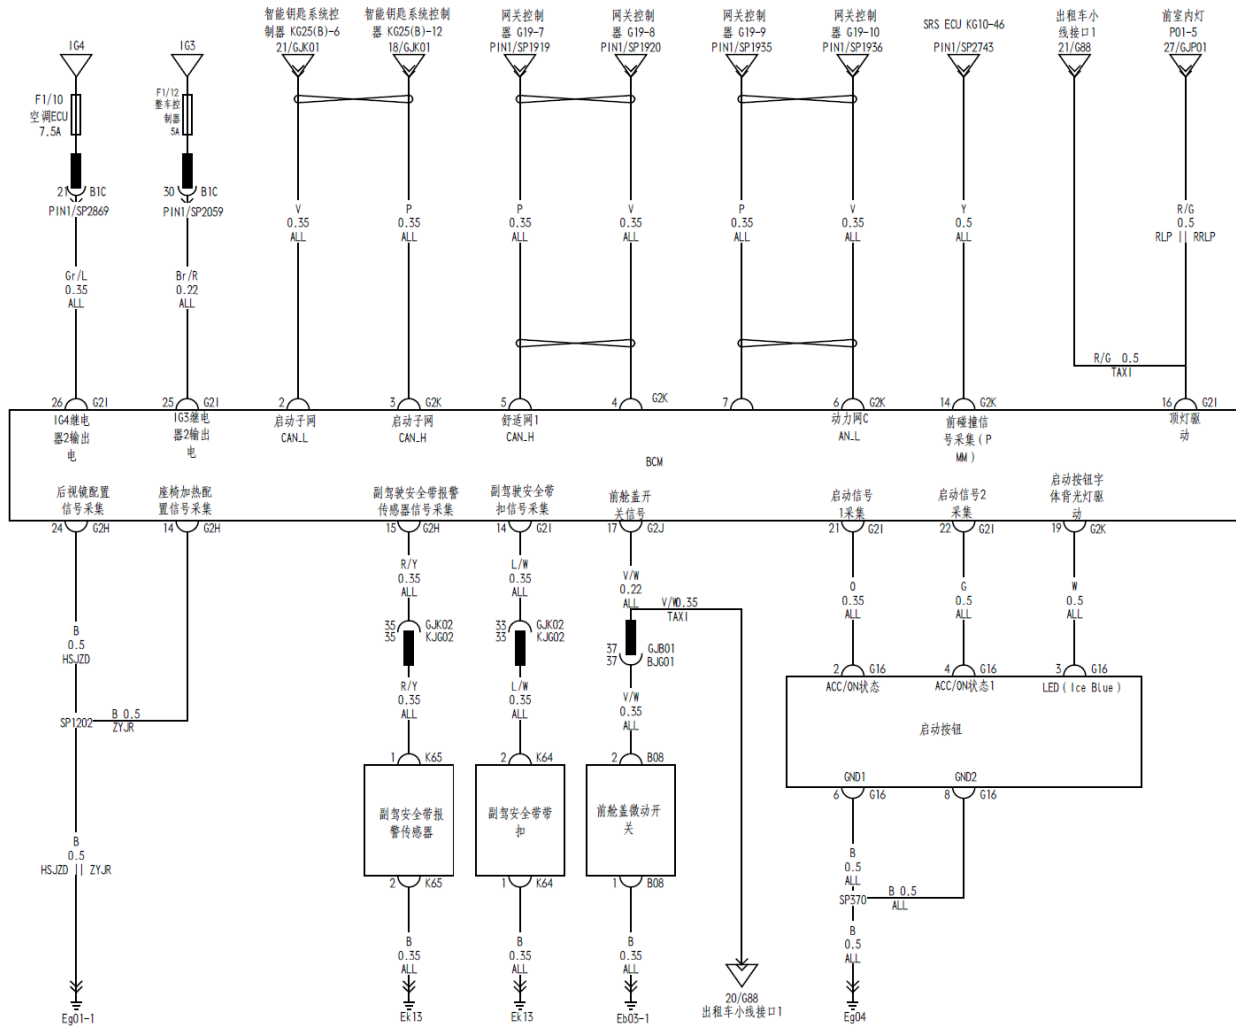 IG4
IG3
智能钥匙系统控
制器 KG25(B)-6
21/GJK01
智能钥匙系统控制
器 KG25(B)-12
18/GJK01
网关控制
器 G19-7
PIN1/SP1919
网关控制
器 G19-8
PIN1/SP1920
网关控制
器 G19-9
PIN1/SP1935
网关控制
器 G19-10
PIN1/SP1936
SRS ECU KG10-46
PIN1/SP2743
出租车小
线接口1
21/G88
前室内灯
P01-5
27/GJP01
F1/10
空调ECU
7.5A
F1/12
整车控
制器
5A
21 B1C
PIN1/SP2869
30 B1C
PIN1/SP2059
V
0.35
ALL
P
0.35
ALL
P
0.35
ALL
V
0.35
ALL
P
0.35
ALL
V
0.35
ALL
Y
0.5
ALL
R/G
0.5
RLP || RRLP
Gr/L
0.35
ALL
Br/R
0.22
ALL
R/G 0.5
TAXI
26 G2I
25 G2I
2
3 G2K
5
4 G2K
7
6 G2K
14 G2K
16 G2I
IG4继电
器2输出
电
IG3继电
器2输出
电
启动子网
CAN_L
启动子网
CAN_H
舒适网1
CAN_H
动力网C
AN_L
前碰撞信
号采集(P
MM)
顶灯驱
动
BCM
后视镜配置
信号采集
座椅加热配
置信号采集
副驾驶安全带报警
传感器信号采集
副驾驶安全带
扣信号采集
前舱盖开
关信号
启动信号
1采集
启动信号2
采集
启动按钮字
体背光灯驱
动
24 G2H
14 G2H
15 G2H
14 G2I
17 G2J
21 G2I
22 G2I
19 G2K
R/Y
0.35
ALL
L/W
0.35
ALL
V/W
0.22
ALL
V/W0.35
TAXI
O
0.35
ALL
G
0.5
ALL
W
0.5
ALL
B
0.5
HSJZD
35 GJK02
35 KJG02
33 GJK02
33 KJG02
37 GJB01
37 BJG01
2 G16
4 G16
3 G16
ACC/ON状态
ACC/ON状态1
LED(Ice Blue)
启动按钮
R/Y
0.35
ALL
L/W
0.35
ALL
V/W
0.35
ALL
SP1202
B 0.5
ZYJR
1 K65
2 K64
2 B08
副驾安全带报
警传感器
副驾安全带带
扣
前舱盖微动开
关
GND1
GND2
6 G16
8 G16
B
0.5
HSJZD || ZYJR
2 K65
1 K64
1 B08
B
0.5
ALL
SP370
B 0.5
ALL
B
0.35
ALL
B
0.35
ALL
B
0.35
ALL
B
0.5
ALL
20/G88
出租车小线接口1
Eg01-1
Ek13
Ek13
Eb03-1
Eg04